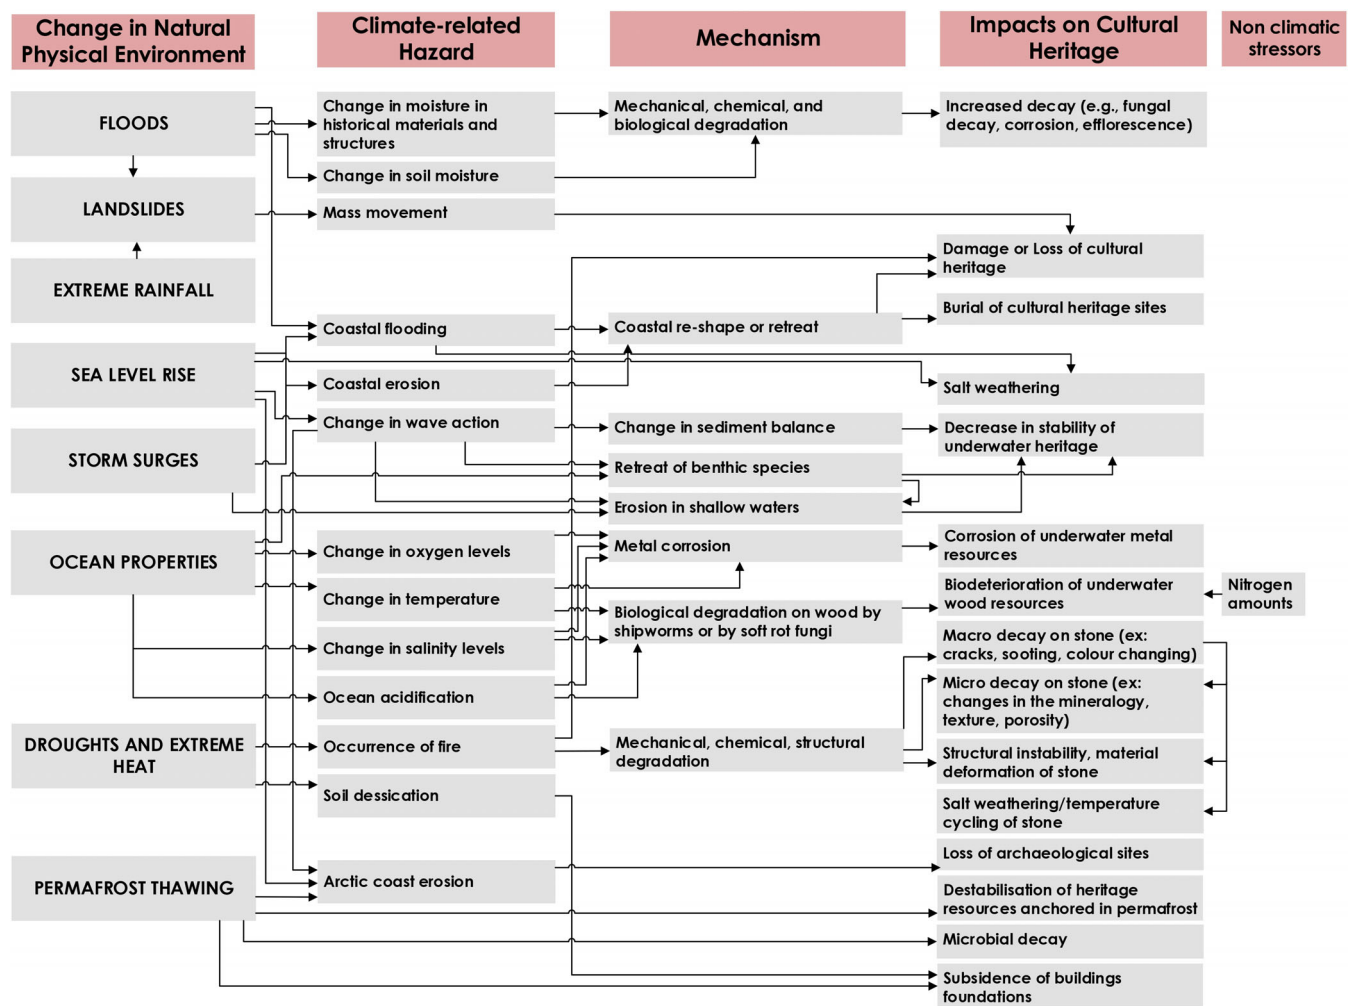 Change in Natural
Physical Environment
Climate-related
Hazard
Mechanism
Impacts on Cultural
Heritage
Non climatic
stressors
FLOODS
LANDSLIDES
EXTREME RAINFALL
SEA LEVEL RISE
STORM SURGES
OCEAN PROPERTIES
DROUGHTS AND EXTREME
HEAT
PERMAFROST THAWING
Change in moisture in
historical materials and
structures
Change in soil moisture
Mass movement
Coastal flooding
Coastal erosion
Change in wave action
Change in oxygen levels
Change in temperature
Change in salinity levels
Ocean acidification
Occurrence of fire
Soil dessication
Arctic coast erosion
Mechanical, chemical, and
biological degradation
Coastal re-shape or retreat
Change in sediment balance
Retreat of benthic species
Erosion in shallow waters
Metal corrosion
Biological degradation on wood by
shipworms or by soft rot fungi
Mechanical, chemical, structural
degradation
Increased decay (e.g., fungal
decay, corrosion, efflorescence)
Damage or Loss of cultural
heritage
Burial of cultural heritage sites
Salt weathering
Decrease in stability of
underwater heritage
Corrosion of underwater metal
resources
Biodeterioration of underwater
wood resources
Macro decay on stone (ex:
cracks, sooting, colour changing)
Micro decay on stone (ex:
changes in the mineralogy,
texture, porosity)
Structural instability, material
deformation of stone
Salt weathering/temperature
cycling of stone
Loss of archaeological sites
Destabilisation of heritage
resources anchored in permafrost
Microbial decay
Subsidence of buildings
foundations
Nitrogen
amounts